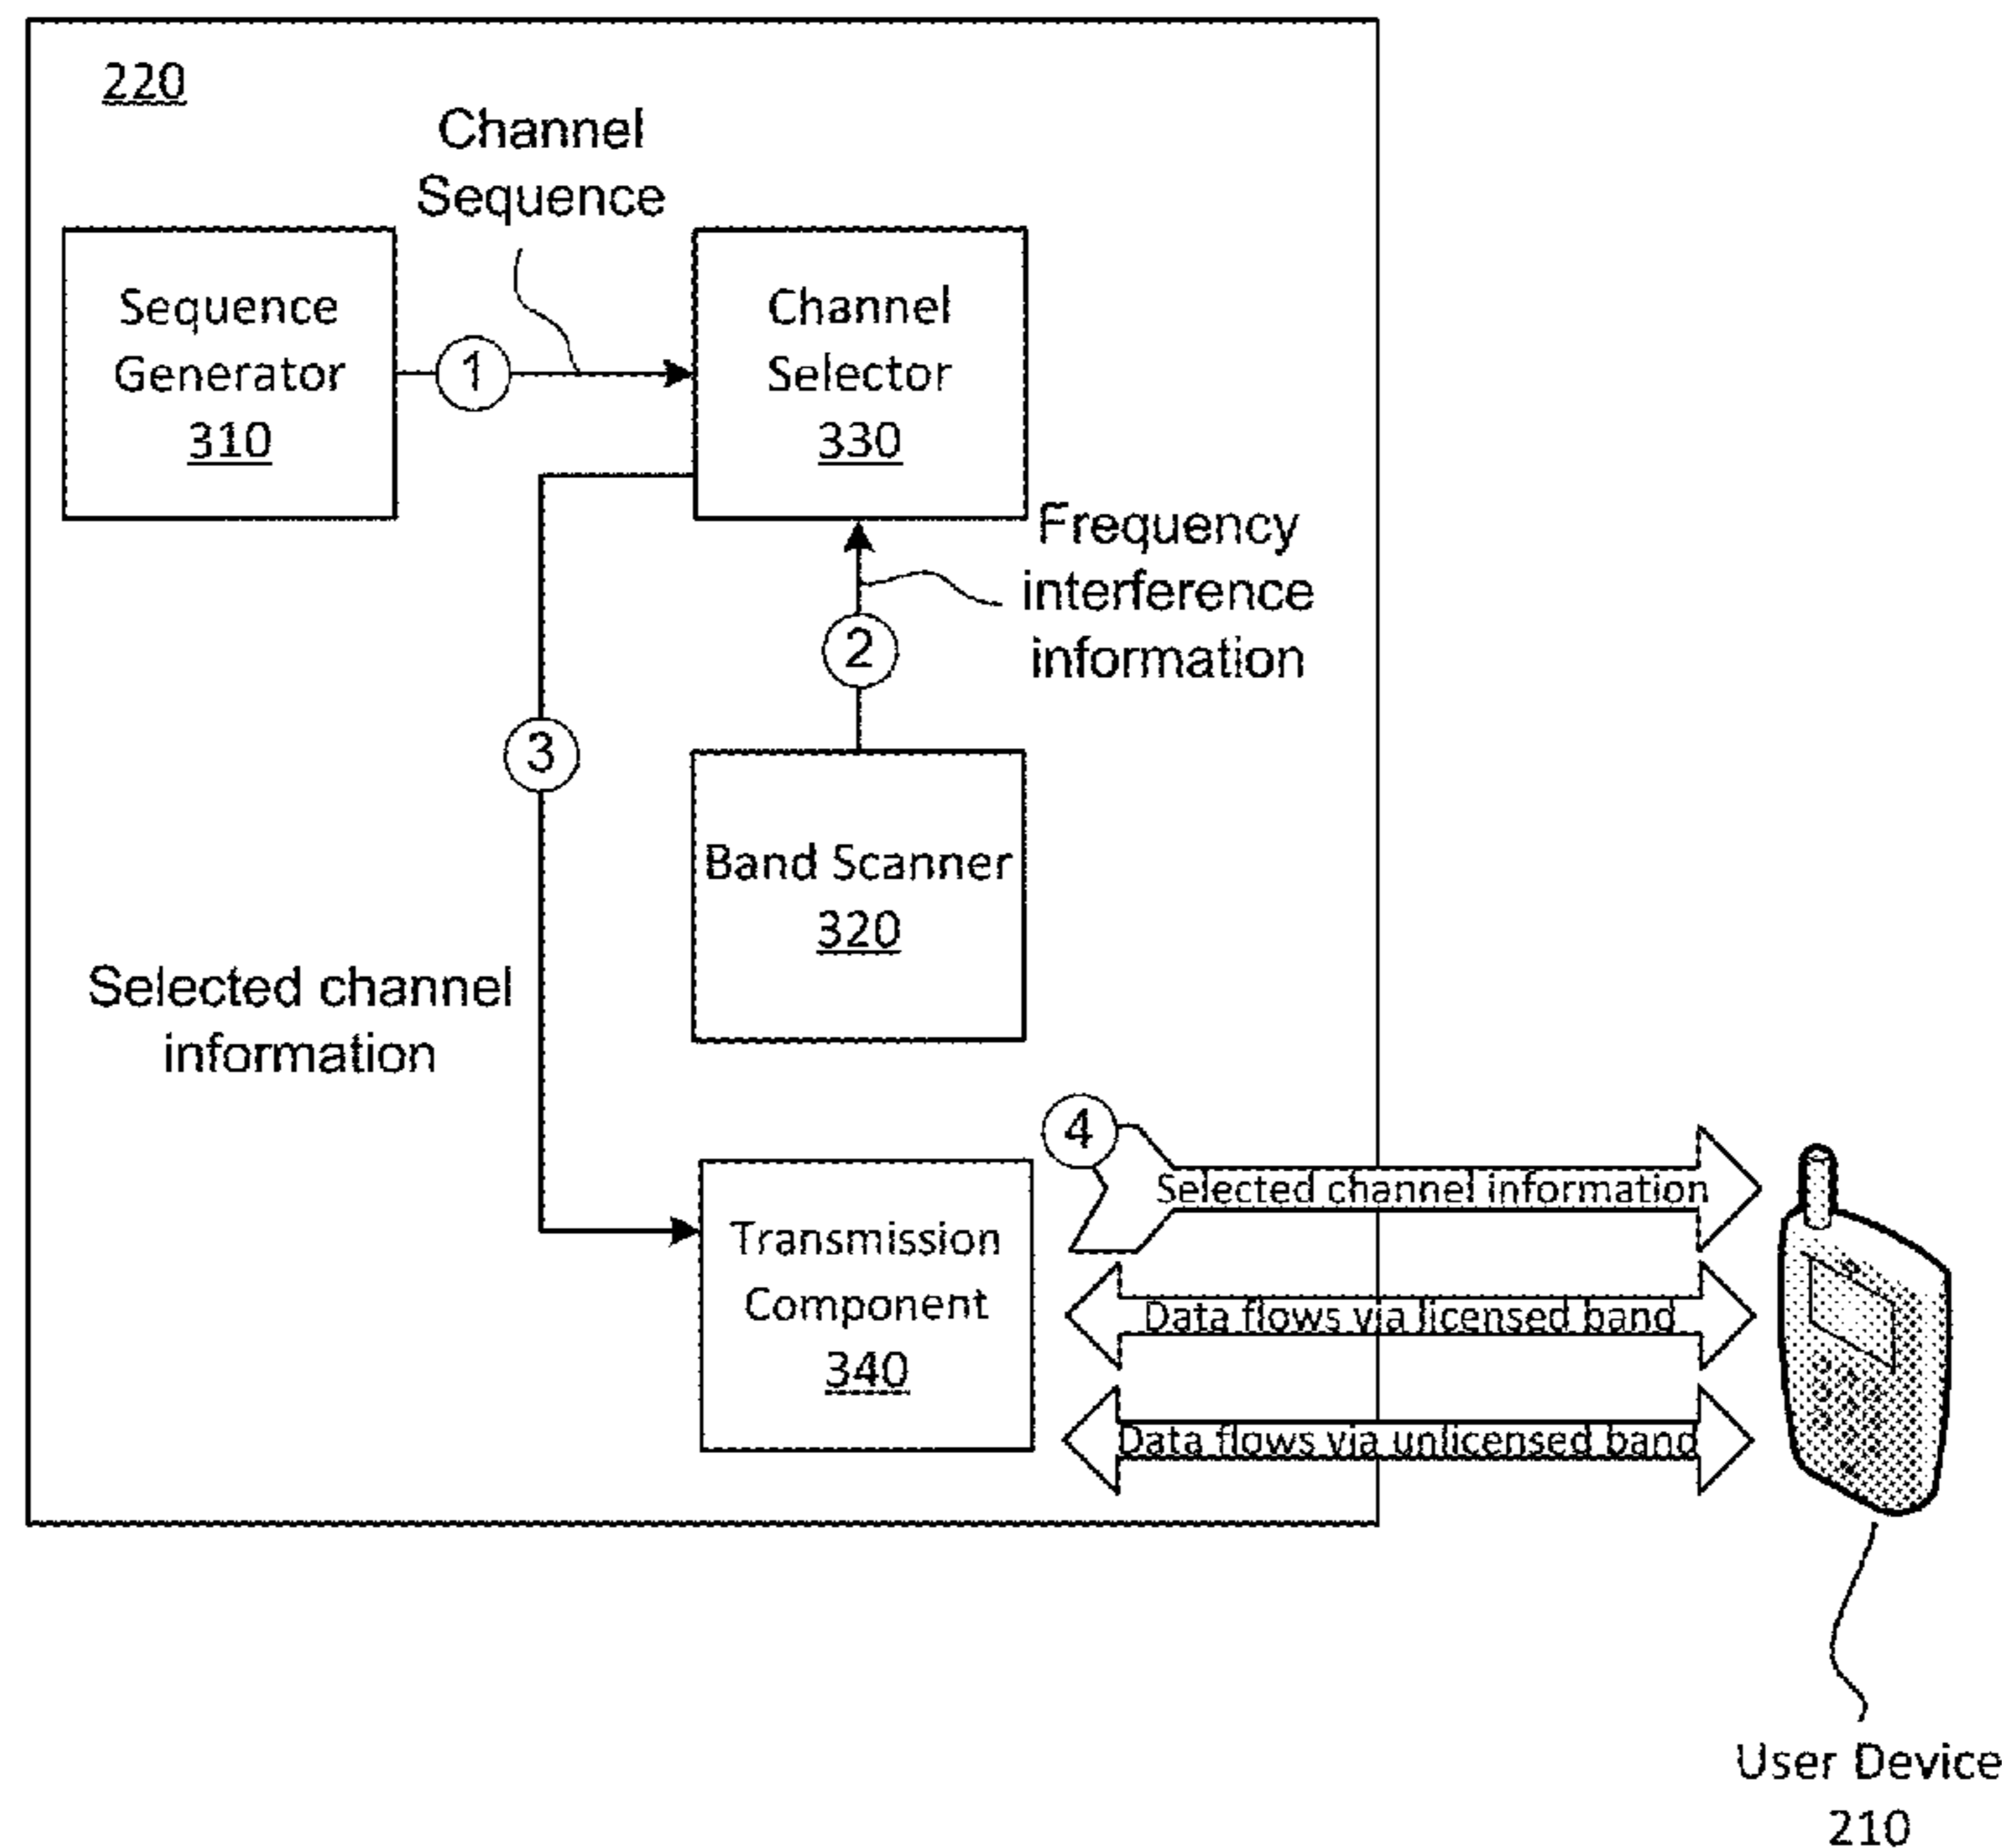 220
Channel
Sequence
Sequence
Generator
310
1
Channel
Selector
330
Frequency
interference
information
2
3
Band Scanner
320
Selected channel
information
4
Selected channel information
Transmission
Component
340
Data flows via licensed band
Data flows via unlicensed band
User Device
210